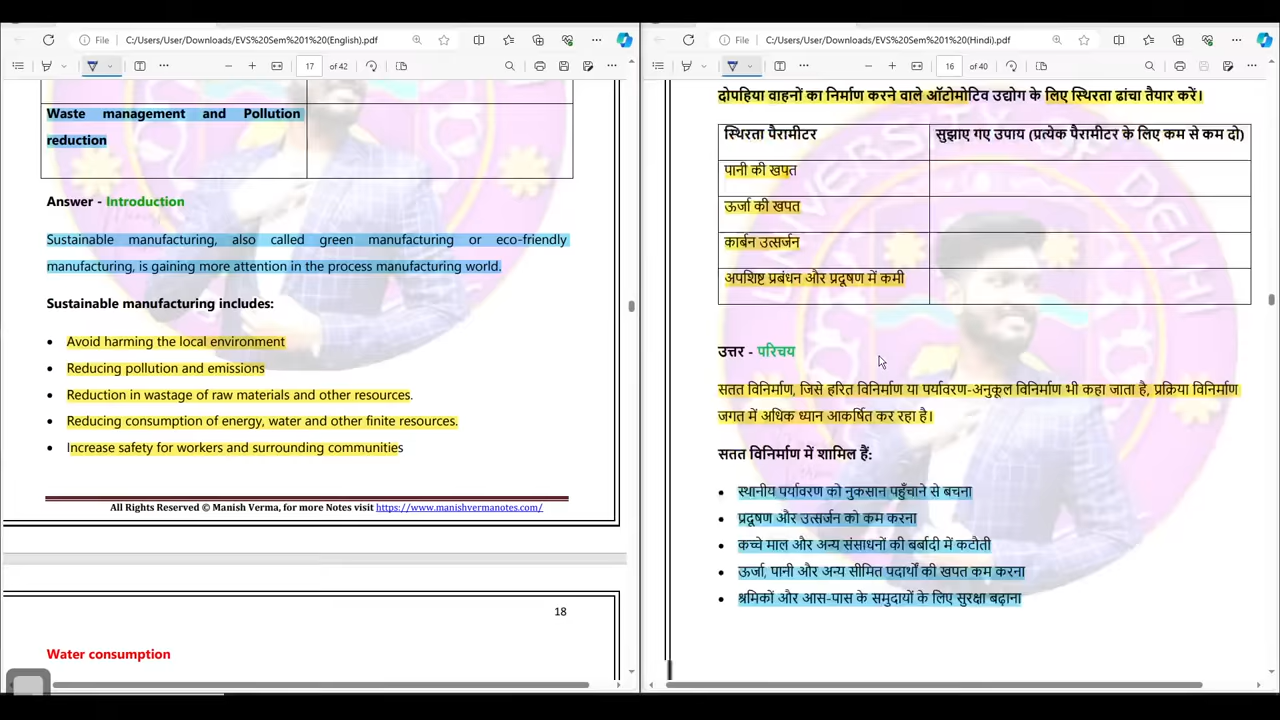 File
C:/Users/User/Downloads/EVS%20Sem%201%20(English).pdf
17 of 42
Waste management and Pollution
reduction
Answer - Introduction
Sustainable manufacturing, also called green manufacturing or eco-friendly
manufacturing, is gaining more attention in the process manufacturing world.
Sustainable manufacturing includes:
• Avoid harming the local environment
• Reducing pollution and emissions
• Reduction in wastage of raw materials and other resources.
• Reducing consumption of energy, water and other finite resources.
• Increase safety for workers and surrounding communities
All Rights Reserved © Manish Verma, for more Notes visit https://www.manishvermanotes.com/
18
Water consumption
File
C:/Users/User/Downloads/EVS%20Sem%201%20(Hindi).pdf
16 of 40
दोपहिया वाहनों का निर्माण करने वाले ऑटोमोटिव उद्योग के लिए स्थिरता ढांचा तैयार करें।
स्थिरता पैरामीटर
सुझाए गए उपाय (प्रत्येक पैरामीटर के लिए कम से कम दो)
पानी की खपत
ऊर्जा की खपत
कार्बन उत्सर्जन
अपशिष्ट प्रबंधन और प्रदूषण में कमी
उत्तर - परिचय
सतत विनिर्माण, जिसे हरित विनिर्माण या पर्यावरण-अनुकूल विनिर्माण भी कहा जाता है, प्रक्रिया विनिर्माण
जगत में अधिक ध्यान आकर्षित कर रहा है।
सतत विनिर्माण में शामिल हैं:
• स्थानीय पर्यावरण को नुकसान पहुँचाने से बचना
• प्रदूषण और उत्सर्जन को कम करना
• कच्चे माल और अन्य संसाधनों की बर्बादी में कटौती
• ऊर्जा, पानी और अन्य सीमित पदार्थों की खपत कम करना
• श्रमिकों और आस-पास के समुदायों के लिए सुरक्षा बढ़ाना